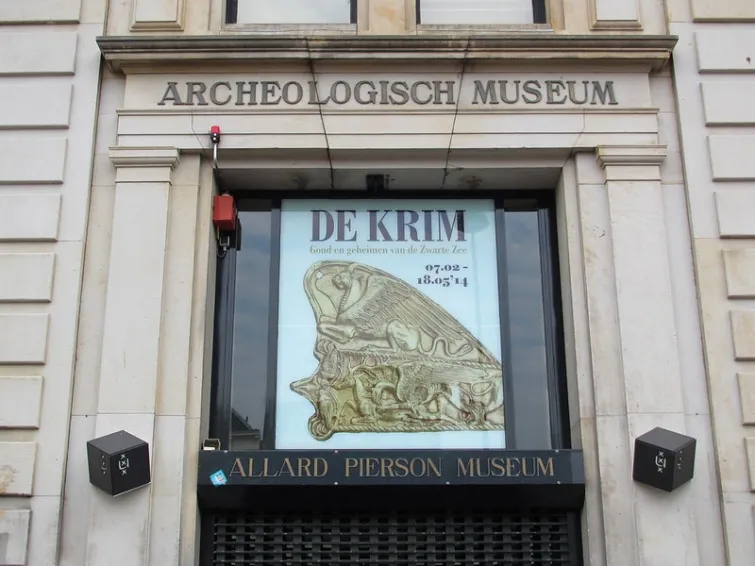 ARCHEOLOGISCH MUSEUM
DE KRIM
Goud en geheimen van de Zwarte Zee
07.02 -
18.05'14
ALLARD PIERSON MUSEUM